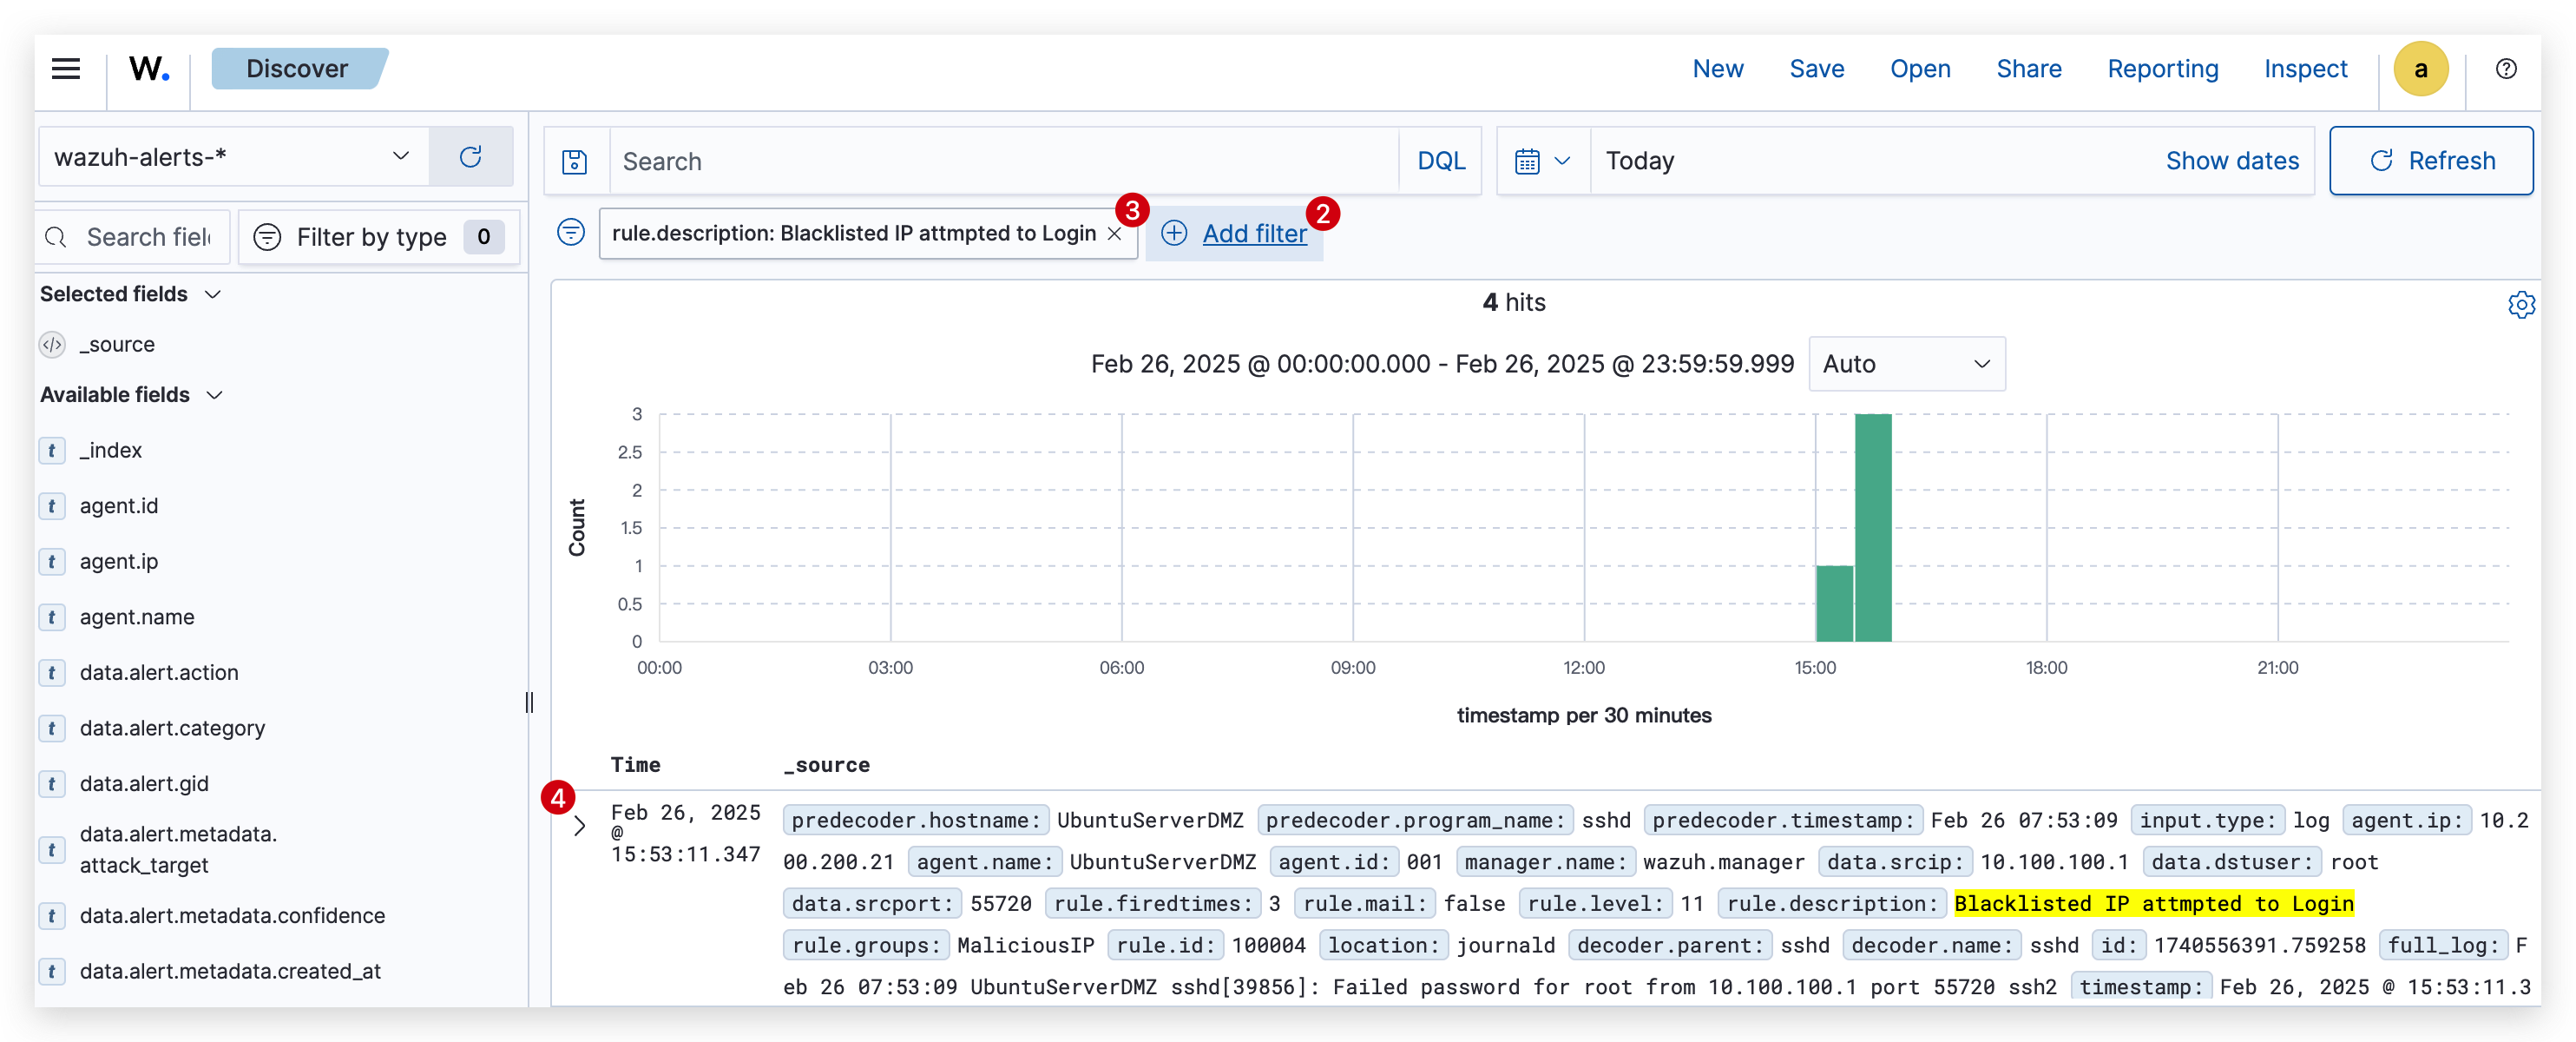 W. Discover New Save Open Share Reporting Inspect a
wazuh-alerts-*
Search DQL Today Show dates Refresh
Search fiel Filter by type 0
rule.description: Blacklisted IP attmpted to Login × 3 Add filter 2
Selected fields
_source
Available fields
_index
agent.id
agent.ip
agent.name
data.alert.action
data.alert.category
data.alert.gid
data.alert.metadata.
attack_target
data.alert.metadata.confidence
data.alert.metadata.created_at
4 hits
Feb 26, 2025 @ 00:00:00.000 - Feb 26, 2025 @ 23:59:59.999 Auto
Count
3
2.5
2
1.5
1
0.5
0
00:00 03:00 06:00 09:00 12:00 15:00 18:00 21:00
timestamp per 30 minutes
Time _source
4
Feb 26, 2025
@
15:53:11.347
predecoder.hostname: UbuntuServerDMZ predecoder.program_name: sshd predecoder.timestamp: Feb 26 07:53:09 input.type: log agent.ip: 10.2
00.200.21 agent.name: UbuntuServerDMZ agent.id: 001 manager.name: wazuh.manager data.srcip: 10.100.100.1 data.dstuser: root
data.srcport: 55720 rule.firedtimes: 3 rule.mail: false rule.level: 11 rule.description: Blacklisted IP attmpted to Login
rule.groups: MaliciousIP rule.id: 100004 location: journald decoder.parent: sshd decoder.name: sshd id: 1740556391.759258 full_log: F
eb 26 07:53:09 UbuntuServerDMZ sshd[39856]: Failed password for root from 10.100.100.1 port 55720 ssh2 timestamp: Feb 26, 2025 @ 15:53:11.3